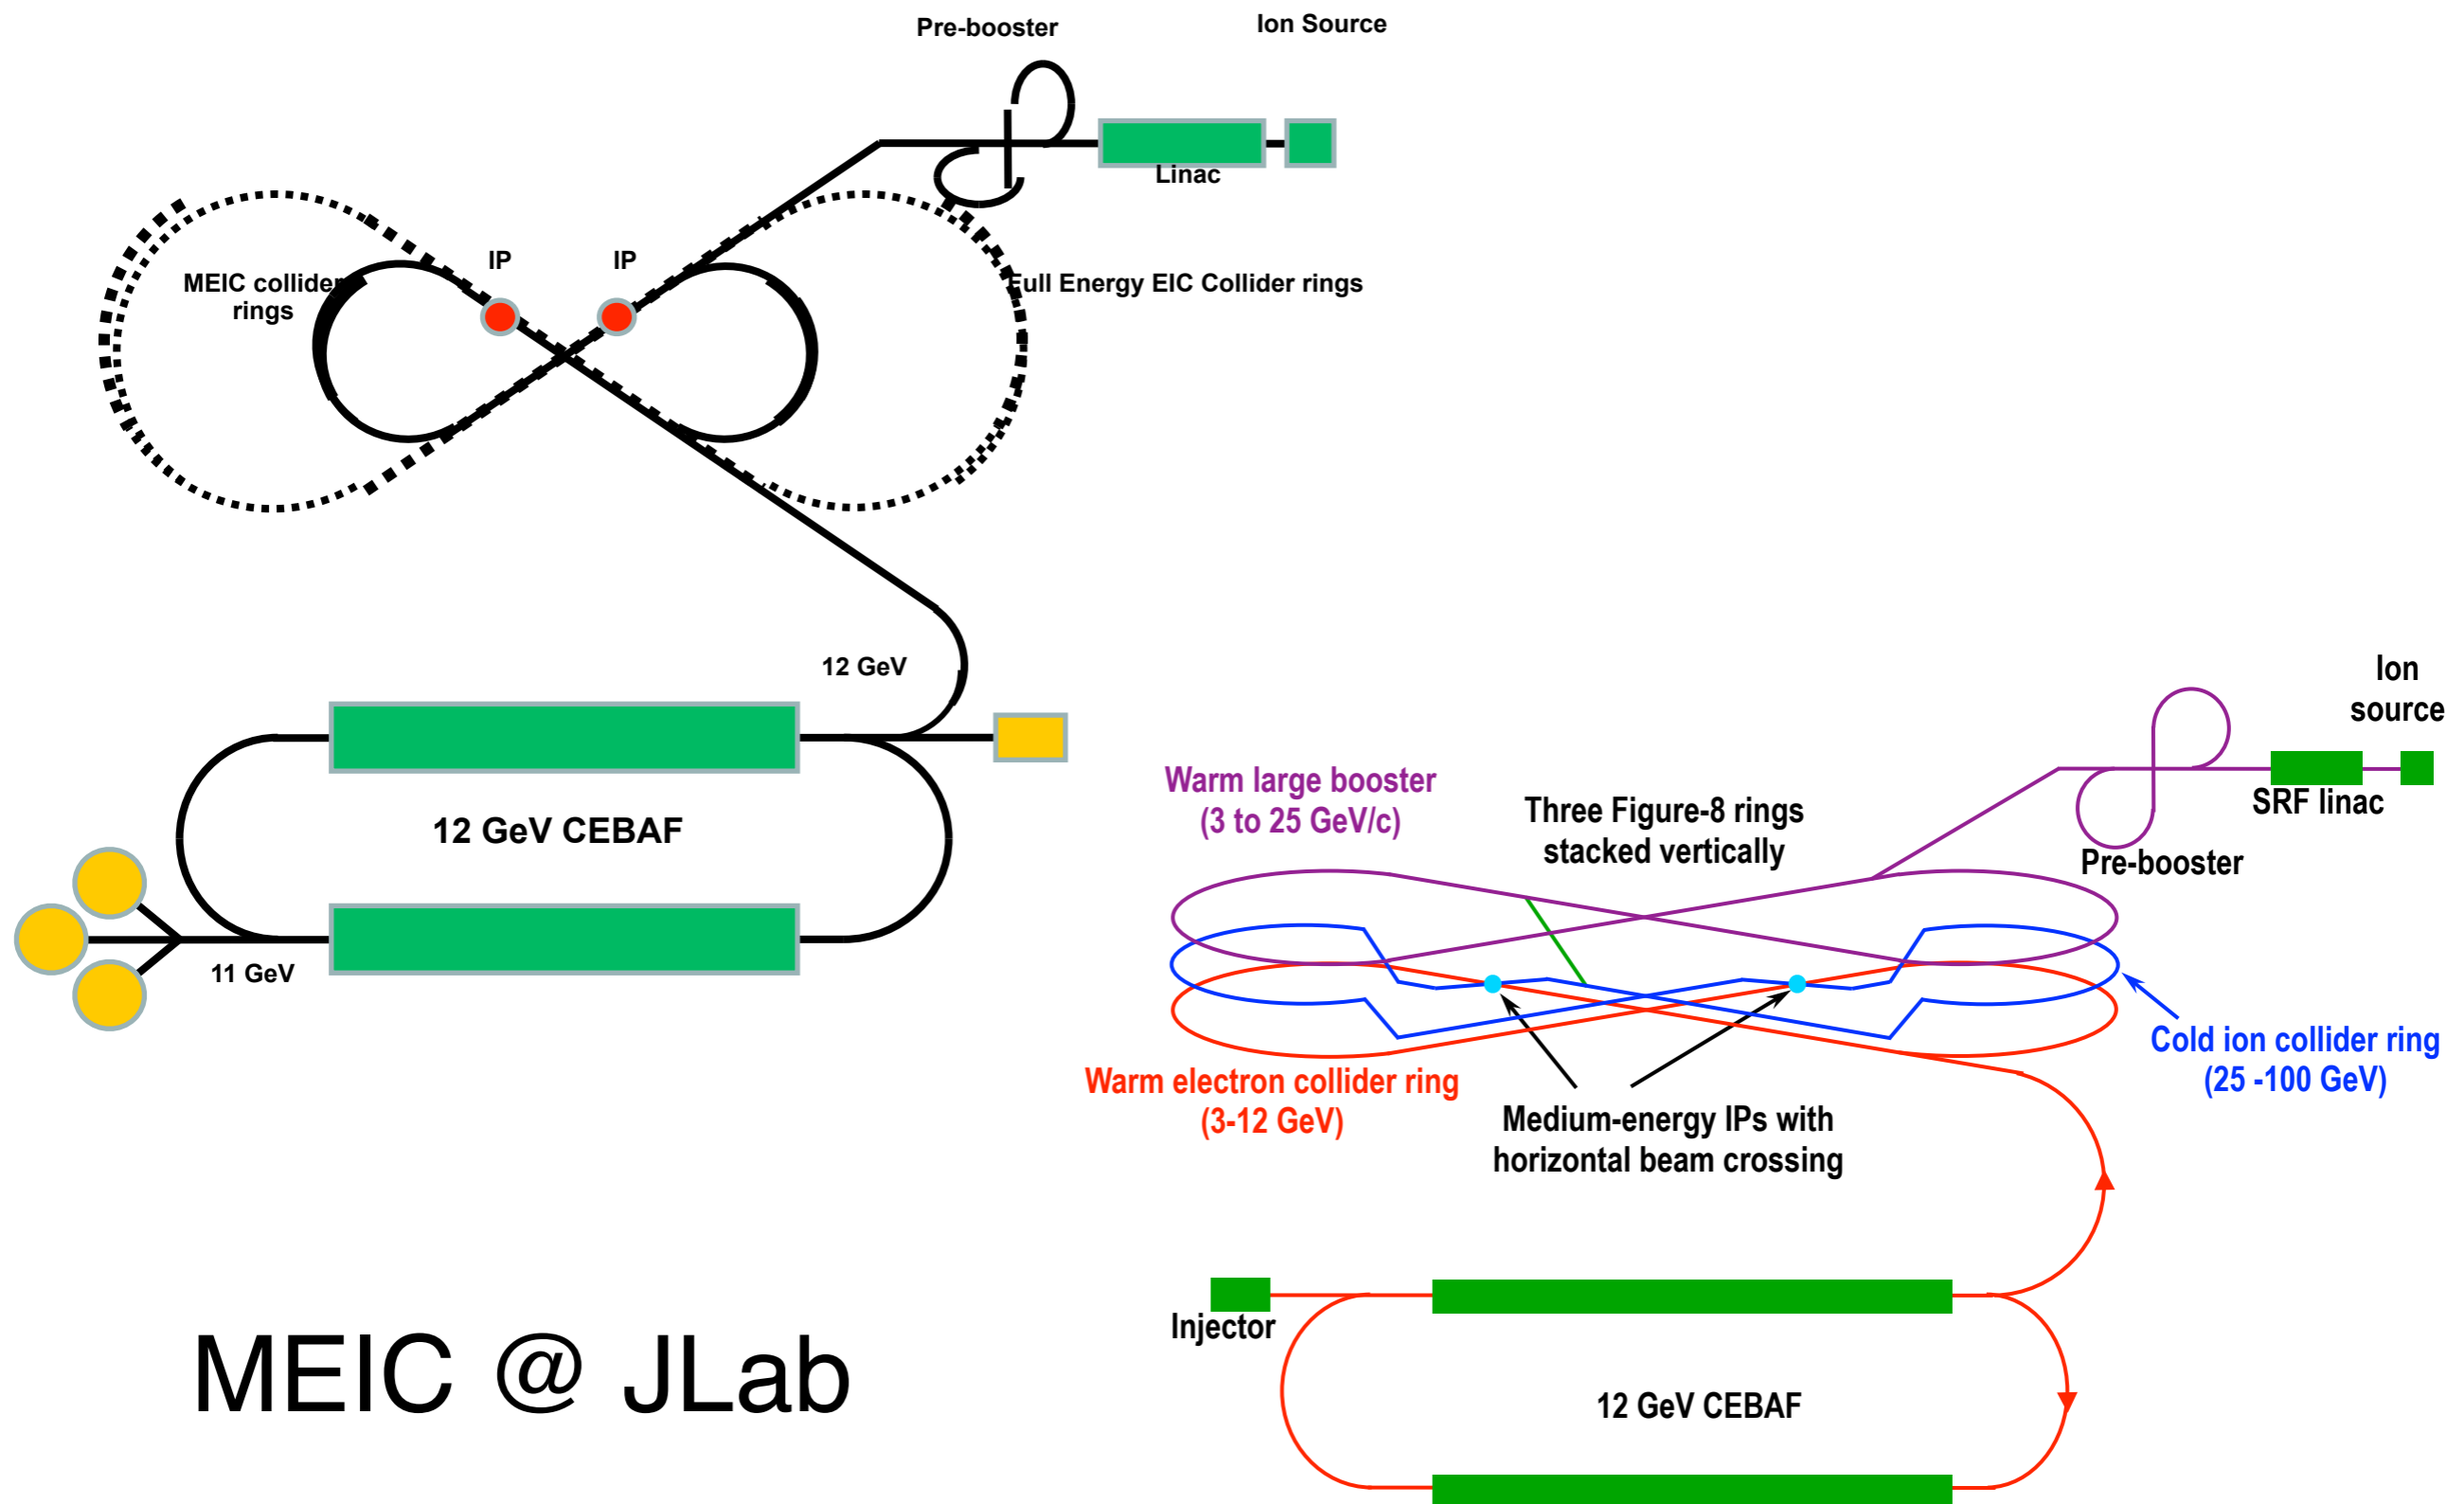 Pre-booster
Ion Source
Linac
IP
IP
MEIC collider
rings
Full Energy EIC Collider rings
12 GeV
12 GeV CEBAF
11 GeV
MEIC @ JLab
Ion
source
SRF linac
Pre-booster
Warm large booster
(3 to 25 GeV/c)
Three Figure-8 rings
stacked vertically
Cold ion collider ring
(25 -100 GeV)
Warm electron collider ring
(3-12 GeV)
Medium-energy IPs with
horizontal beam crossing
Injector
12 GeV CEBAF